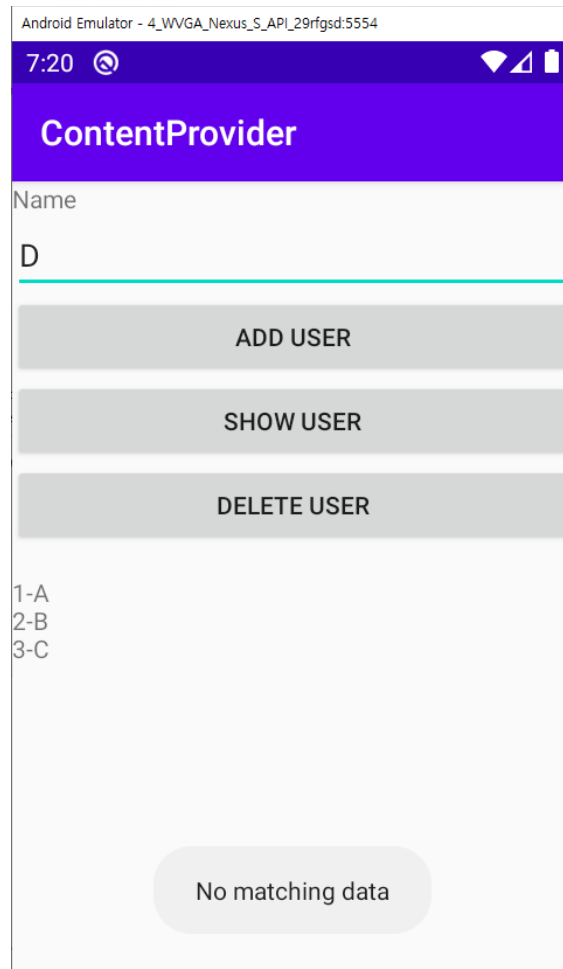 Android Emulator - 4_WVGA_Nexus_S_API_29rfgsd:5554
7:20
ContentProvider
Name
D
ADD USER
SHOW USER
DELETE USER
1-A
2-B
3-C
No matching data